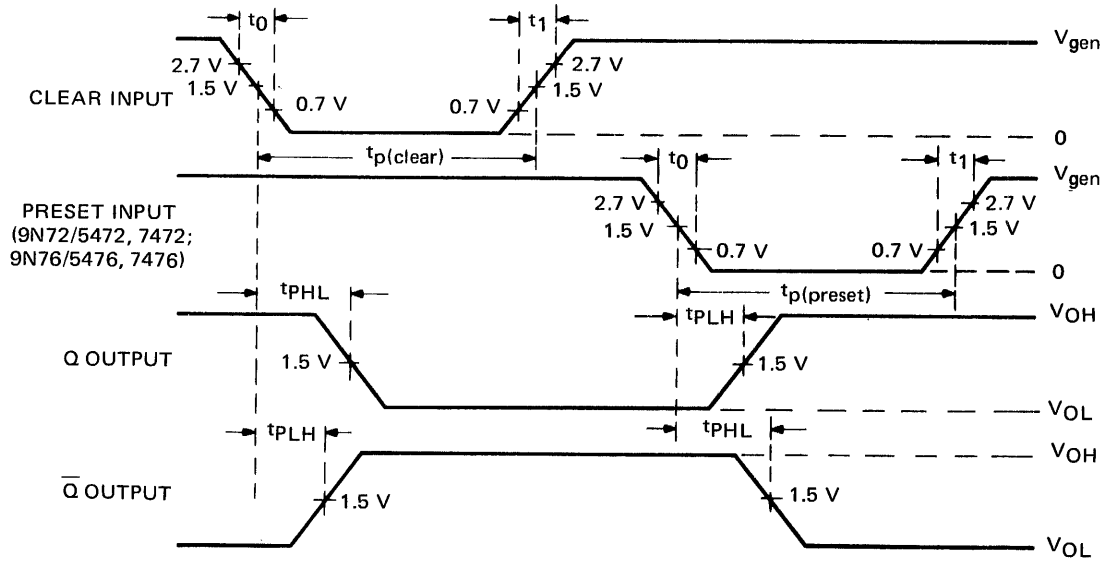 t0
t1
Vgen
2.7 V
2.7 V
1.5 V
1.5 V
CLEAR INPUT
0.7 V
0.7 V
0
tp(clear)
t0
t1
Vgen
PRESET INPUT
(9N72/5472, 7472;
9N76/5476, 7476)
2.7 V
2.7 V
1.5 V
1.5 V
0.7 V
0.7 V
0
tPHL
tp(preset)
tPLH
VOH
Q OUTPUT
1.5 V
1.5 V
VOL
tPLH
tPHL
VOH
Q̅ OUTPUT
1.5 V
1.5 V
VOL